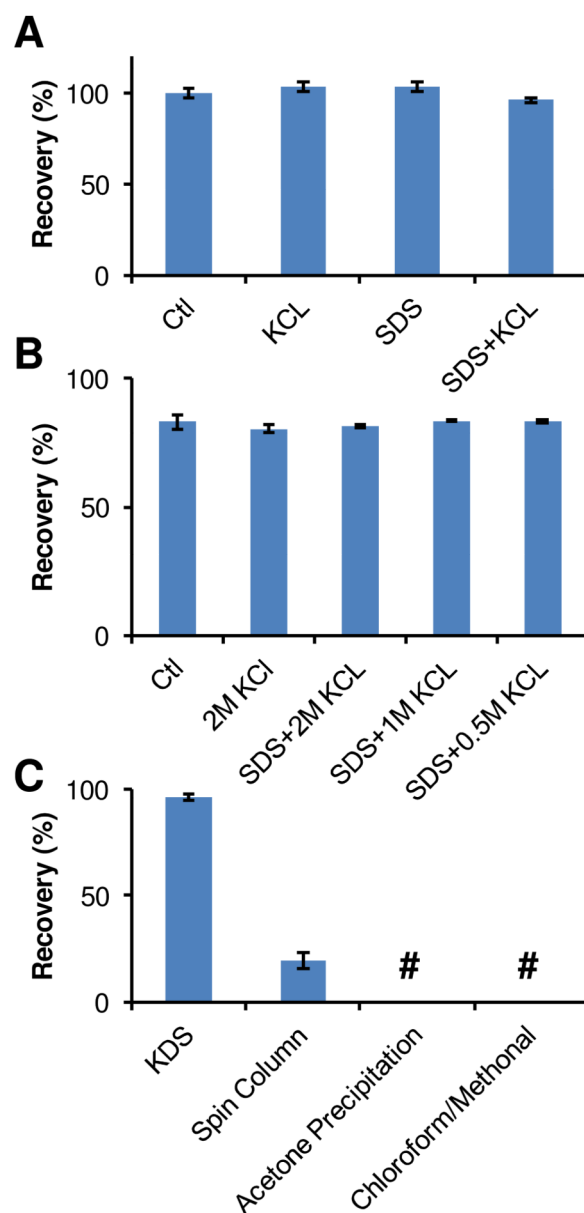 A
Recovery (%)
100
50
0
Ctl
KCL
SDS
SDS+KCL
B
Recovery (%)
100
50
0
Ctl
2M KCl
SDS+2M KCL
SDS+1M KCL
SDS+0.5M KCL
C
Recovery (%)
100
50
0
# #
KDS
Spin Column
Acetone Precipitation
Chloroform/Methonal